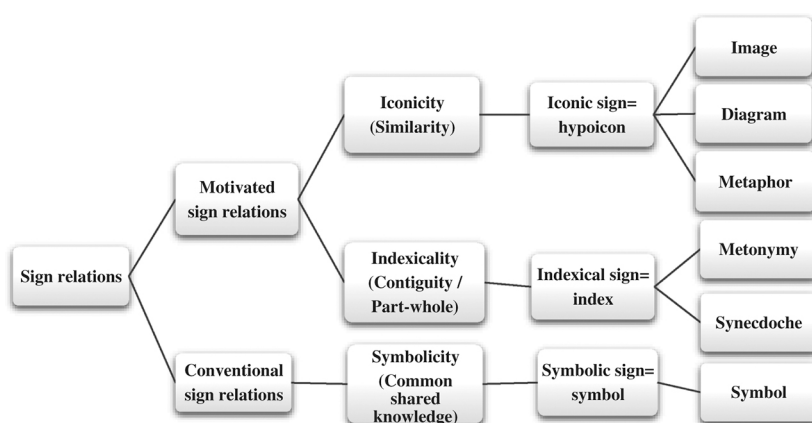 Image
Iconicity
(Similarity)
Iconic sign=
hypoicon
Diagram
Motivated
sign relations
Metaphor
Sign relations
Indexicality
(Contiguity /
Part-whole)
Indexical sign=
index
Metonymy
Synecdoche
Conventional
sign relations
Symbolicity
(Common
shared
knowledge)
Symbolic sign=
symbol
Symbol